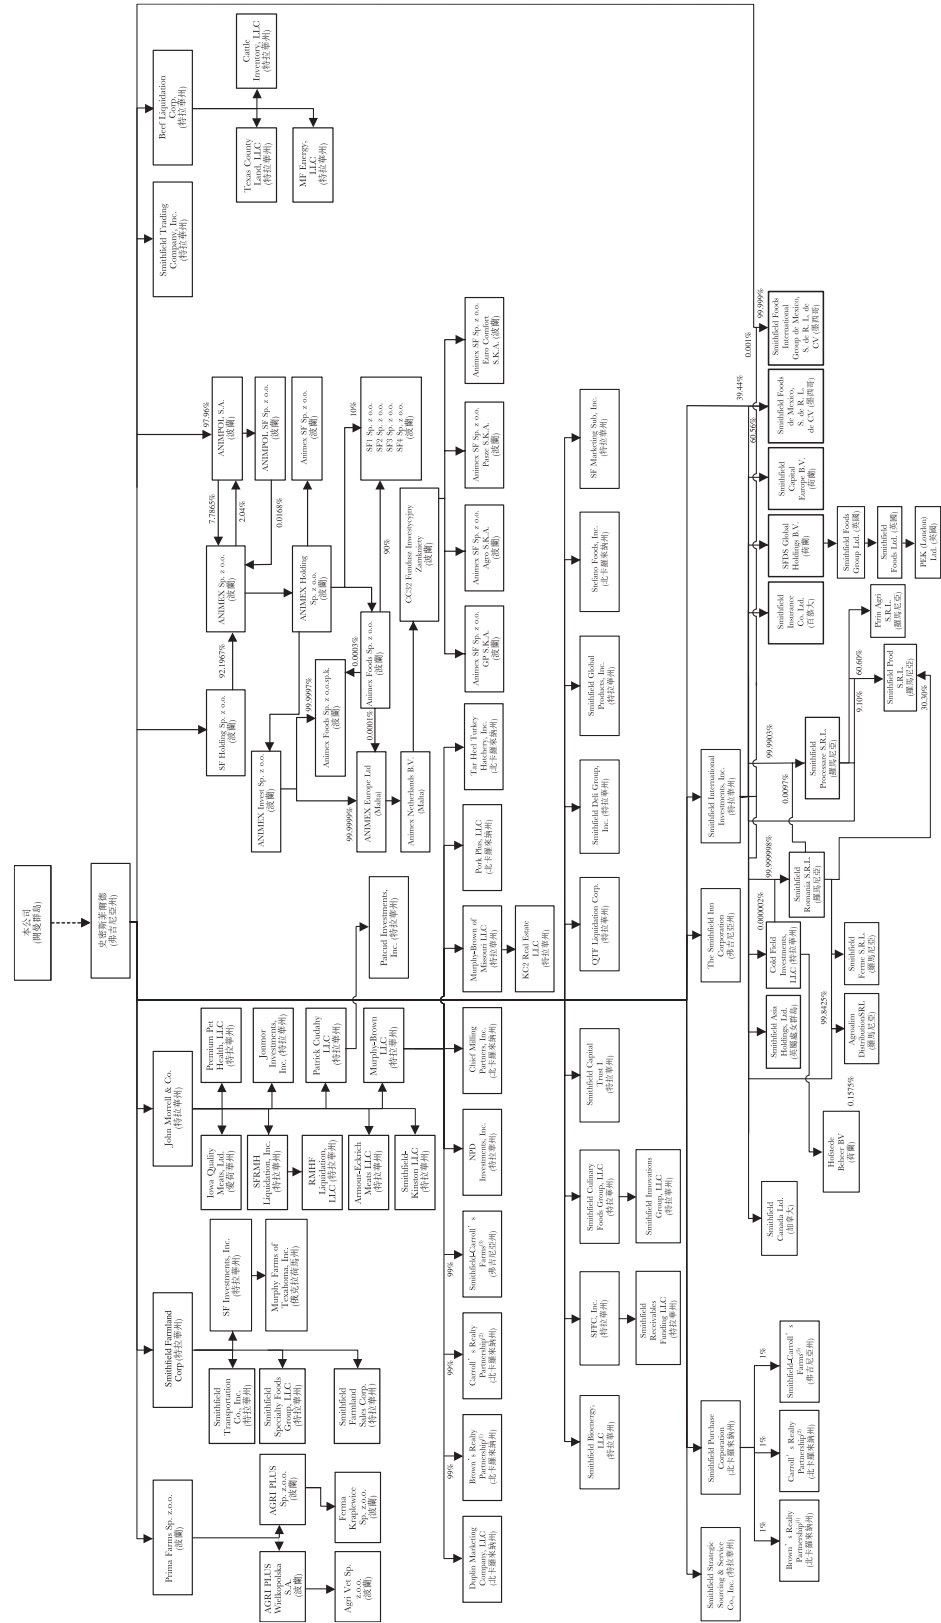 本公司
(開曼群島)
史密斯菲爾德
(弗吉尼亞州)
Prima Farms Sp. z.o.o.
(波蘭)
Smithfield Farmland
Corp (特拉華州)
John Morrell & Co.
(特拉華州)
SF Holding Sp. z o.o.
(波蘭)
92.1967%
ANIMEX Sp. z o.o.
(波蘭)
7.7865%
2.04%
97.96%
ANIMPOL S.A.
(波蘭)
Smithfield Trading
Company, Inc.
(特拉華州)
Beef Liquidation
Corp.
(特拉華州)
AGRI PLUS
Wielkopolska
S.A.
(波蘭)
AGRI PLUS
Sp. z.o.o.
(波蘭)
Agri Vet Sp.
z.o.o.
(波蘭)
Ferma
Kraplewice
Sp. z.o.o.
(波蘭)
Smithfield
Transportation
Co., Inc.
(特拉華州)
SF Investments, Inc.
(特拉華州)
Smithfield
Specialty Foods
Group, LLC
(特拉華州)
Murphy Farms of
Texahoma, Inc.
(俄克拉荷馬州)
Smithfield
Farmland
Sales Corp.
(特拉華州)
Iowa Quality
Meats, Ltd.
(愛荷華州)
Premium Pet
Health, LLC
(特拉華州)
SFRMH
Liquidation, Inc.
(特拉華州)
Jonmor
Investments,
Inc. (特拉華州)
RMHF
Liquidation,
LLC (特拉華州)
Patrick Cudahy
LLC
(特拉華州)
Armour-Eckrich
Meats LLC
(特拉華州)
Murphy-Brown
LLC
(特拉華州)
Smithfield-
Kinston LLC
(特拉華州)
Patcud Investments,
Inc. (特拉華州)
ANIMEX Invest Sp. z o.o.
(波蘭)
ANIMEX Holding
Sp. z o.o.
(波蘭)
0.0168%
ANIMPOL SF Sp. z o.o.
(波蘭)
Animex SF Sp. z o.o.
(波蘭)
99.9997%
Animex Foods Sp. z o.o.sp.k.
(波蘭)
0.0003%
Animex Foods Sp. z o.o.
(波蘭)
99.9999%
0.0001%
ANIMEX Europe Ltd
(Malta)
Animex Netherlands B.V.
(Malta)
10%
SF1 Sp. z o.o.
SF2 Sp. z o.o.
SF3 Sp. z o.o.
SF4 Sp. z o.o.
(波蘭)
90%
CC32 Fundusz Inwestycyjny
Zamkniety
(波蘭)
Texas County
Land, LLC
(特拉華州)
Cattle
Inventory, LLC
(特拉華州)
MF Energy,
LLC
(特拉華州)
Duplin Marketing
Company, LLC
(北卡羅來納州)
99%
Brown's Realty
Partnership(1)
(北卡羅來納州)
99%
Carroll's Realty
Partnership(2)
(北卡羅來納州)
99%
Smithfield-Carroll's
Farms(3)
(弗吉尼亞州)
NPD
Investments, Inc.
(特拉華州)
Chief Milling
Partners, Inc.
(北卡羅來納州)
Murphy-Brown of
Missouri LLC
(特拉華州)
KC2 Real Estate
LLC
(特拉華州)
Pork Plus, LLC
(北卡羅來納州)
Tar Heel Turkey
Hatchery, Inc.
(北卡羅來納州)
Animex SF Sp. z o.o.
GP S.K.A.
(波蘭)
Animex SF Sp. z o.o.
Agro S.K.A.
(波蘭)
Animex SF Sp. z o.o.
Pasze S.K.A.
(波蘭)
Animex SF Sp. z o.o.
Euro Comfort
S.K.A. (波蘭)
Smithfield Bioenergy,
LLC
(特拉華州)
SFFC, Inc.
(特拉華州)
Smithfield Culinary
Foods Group, LLC
(特拉華州)
Smithfield Capital
Trust I
(特拉華州)
QTF Liquidation Corp.
(特拉華州)
Smithfield Deli Group,
Inc. (特拉華州)
Smithfield Global
Products, Inc.
(特拉華州)
Stefano Foods, Inc.
(北卡羅來納州)
SF Marketing Sub, Inc.
(特拉華州)
Smithfield
Receivables
Funding LLC
(特拉華州)
Smithfield Innovations
Group, LLC
(特拉華州)
Smithfield Strategic
Sourcing & Service
Co., Inc. (特拉華州)
Smithfield Purchase
Corporation
(北卡羅來納州)
The Smithfield Inn
Corporation
(弗吉尼亞州)
Smithfield International
Investments, Inc.
(特拉華州)
1%
Brown's Realty
Partnership(1)
(北卡羅來納州)
1%
Carroll's Realty
Partnership(2)
(北卡羅來納州)
1%
Smithfield-Carroll's
Farms(3)
(弗吉尼亞州)
39.44%
60.56%
0.001%
99.999%
Smithfield
Canada Ltd.
(加拿大)
Smithfield Asia
Holdings, Ltd.
(英屬處女群島)
Cold Field
Investments,
LLC (特拉華州)
0.000002%
99.999998%
Smithfield
Romania S.R.L.
(羅馬尼亞)
0.0097%
99.9903%
Smithfield
Processare S.R.L.
(羅馬尼亞)
Smithfield
Insurance
Co. Ltd.
(百慕大)
SFDS Global
Holdings B.V.
(荷蘭)
Smithfield
Capital
Europe B.V.
(荷蘭)
Smithfield Foods
de Mexico,
S. de R. L.
de CV (墨西哥)
Smithfield Foods
International
Group de Mexico,
S. de R. L. de
CV (墨西哥)
Hofstede
Beheer BV
(荷蘭)
0.1575%
99.8425%
Agroalim
DistributionSRL
(羅馬尼亞)
Smithfield
Ferme S.R.L.
(羅馬尼亞)
9.10%
60.60%
30.30%
Smithfield Prod
S.R.L.
(羅馬尼亞)
Pirin Agri
S.R.L.
(羅馬尼亞)
Smithfield Foods
Group Ltd. (英國)
Smithfield
Foods Ltd. (英國)
PEK (London)
Ltd. (英國)